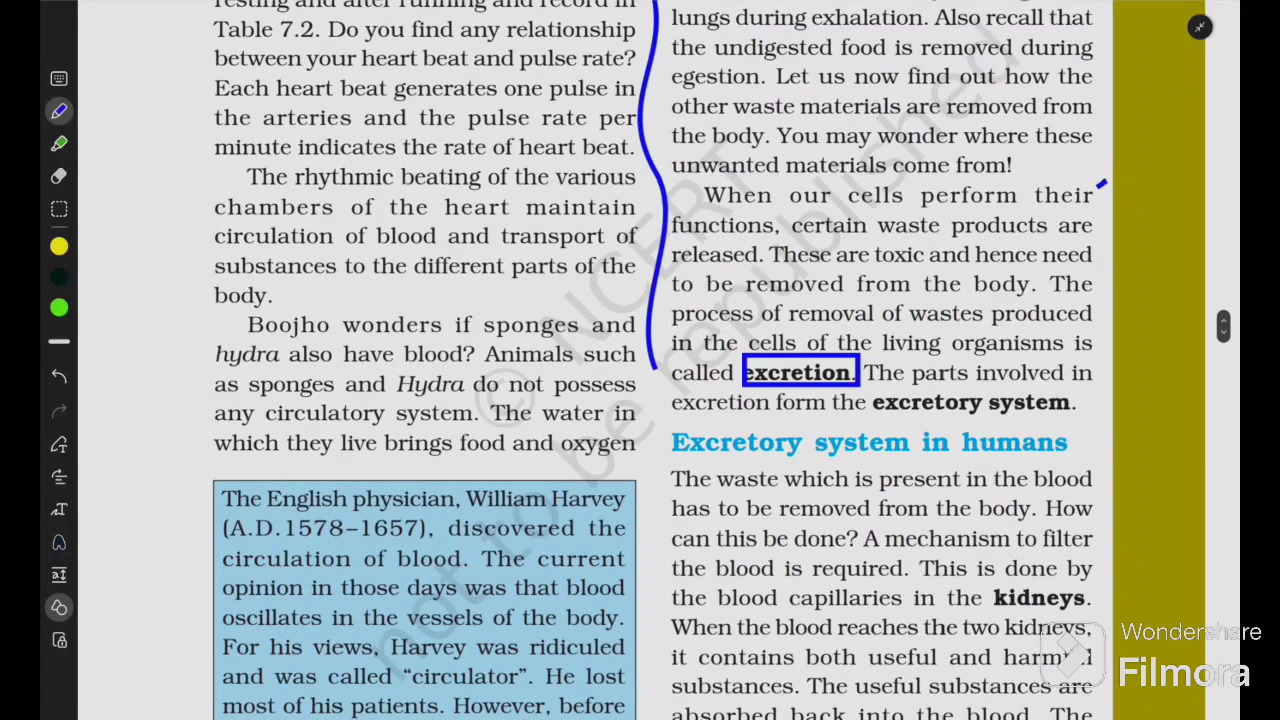 resting and after running and record in
Table 7.2. Do you find any relationship
between your heart beat and pulse rate?
Each heart beat generates one pulse in
the arteries and the pulse rate per
minute indicates the rate of heart beat.
The rhythmic beating of the various
chambers of the heart maintain
circulation of blood and transport of
substances to the different parts of the
body.
Boojho wonders if sponges and
hydra also have blood? Animals such
as sponges and Hydra do not possess
any circulatory system. The water in
which they live brings food and oxygen
The English physician, William Harvey
(A.D.1578–1657), discovered the
circulation of blood. The current
opinion in those days was that blood
oscillates in the vessels of the body.
For his views, Harvey was ridiculed
and was called “circulator”. He lost
most of his patients. However, before
lungs during exhalation. Also recall that
the undigested food is removed during
egestion. Let us now find out how the
other waste materials are removed from
the body. You may wonder where these
unwanted materials come from!
When our cells perform their
functions, certain waste products are
released. These are toxic and hence need
to be removed from the body. The
process of removal of wastes produced
in the cells of the living organisms is
called excretion. The parts involved in
excretion form the excretory system.
Excretory system in humans
The waste which is present in the blood
has to be removed from the body. How
can this be done? A mechanism to filter
the blood is required. This is done by
the blood capillaries in the kidneys.
When the blood reaches the two kidneys,
it contains both useful and harmful
substances. The useful substances are
absorbed back into the blood. The
© NCERT
not to be republished
Wondershare
Filmora